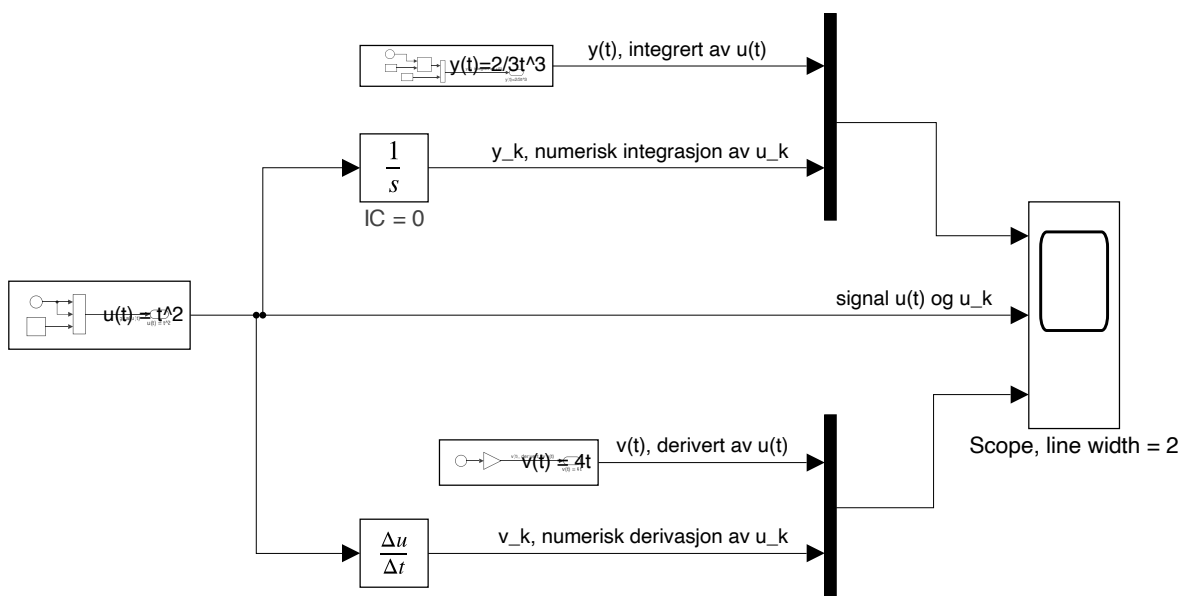 y(t)=2/3t^3
y(t), integrert av u(t)
1
s
IC = 0
y_k, numerisk integrasjon av u_k
u(t) = t^2
signal u(t) og u_k
Scope, line width = 2
v(t) = 4t
v(t), derivert av u(t)
Δu
Δt
v_k, numerisk derivasjon av u_k